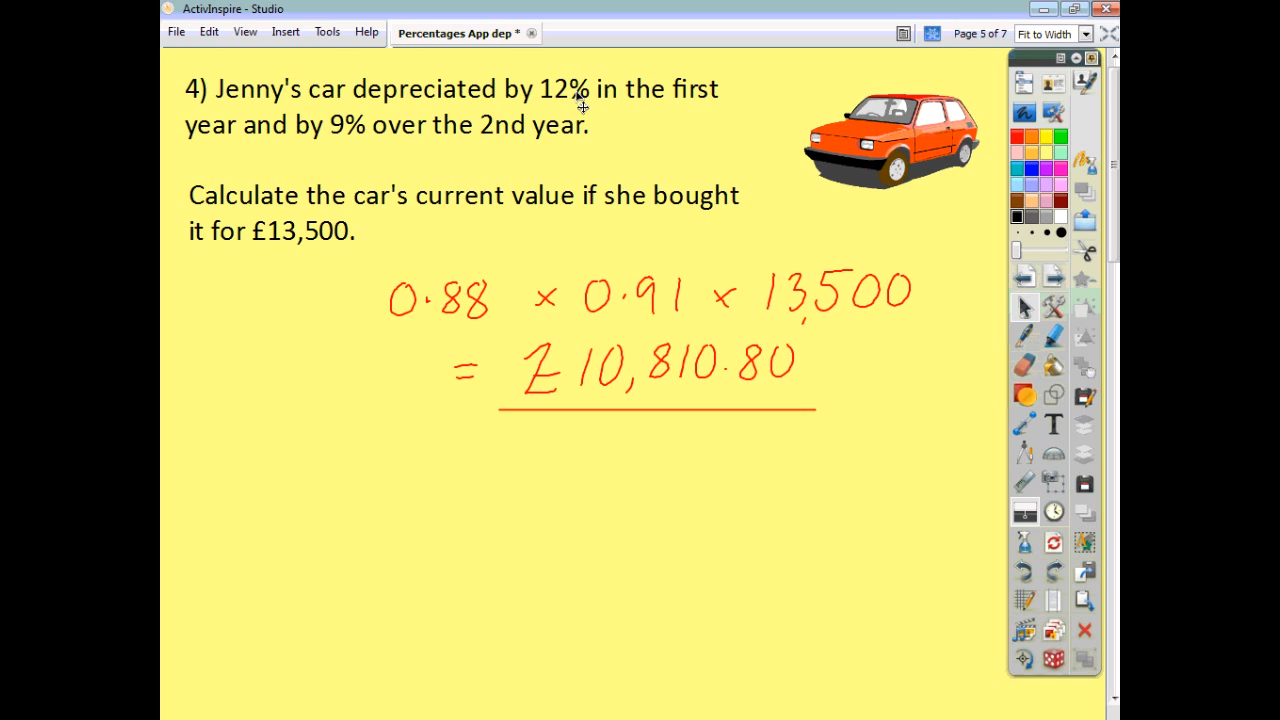 ActivInspire - Studio
File Edit View Insert Tools Help
Percentages App dep *
Page 5 of 7
Fit to Width
4) Jenny's car depreciated by 12% in the first
year and by 9% over the 2nd year.
Calculate the car's current value if she bought
it for £13,500.
0.88 × 0.91 × 13,500
= £10,810.80
T